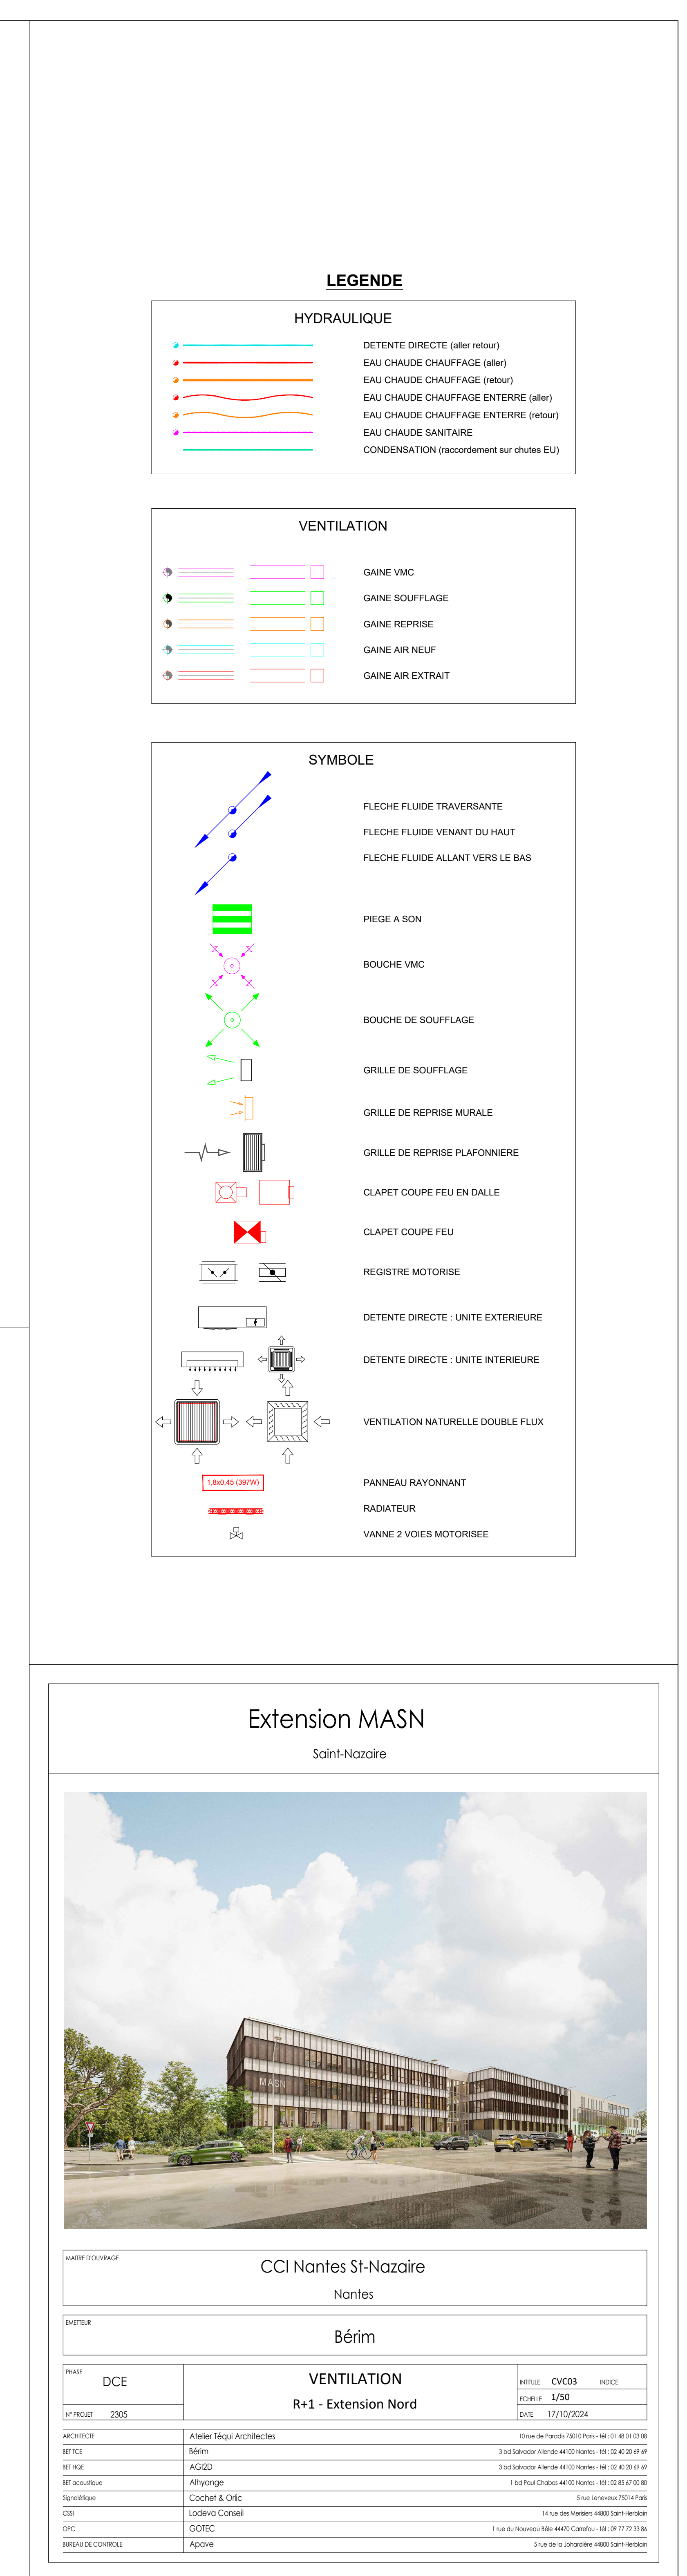 LEGENDE
HYDRAULIQUE
DETENTE DIRECTE (aller retour)
EAU CHAUDE CHAUFFAGE (aller)
EAU CHAUDE CHAUFFAGE (retour)
EAU CHAUDE CHAUFFAGE ENTERRE (aller)
EAU CHAUDE CHAUFFAGE ENTERRE (retour)
EAU CHAUDE SANITAIRE
CONDENSATION (raccordement sur chutes EU)
VENTILATION
GAINE VMC
GAINE SOUFFLAGE
GAINE REPRISE
GAINE AIR NEUF
GAINE AIR EXTRAIT
SYMBOLE
FLECHE FLUIDE TRAVERSANTE
FLECHE FLUIDE VENANT DU HAUT
FLECHE FLUIDE ALLANT VERS LE BAS
PIEGE A SON
BOUCHE VMC
BOUCHE DE SOUFFLAGE
GRILLE DE SOUFFLAGE
GRILLE DE REPRISE MURALE
GRILLE DE REPRISE PLAFONNIERE
CLAPET COUPE FEU EN DALLE
CLAPET COUPE FEU
REGISTRE MOTORISE
DETENTE DIRECTE : UNITE EXTERIEURE
DETENTE DIRECTE : UNITE INTERIEURE
VENTILATION NATURELLE DOUBLE FLUX
1,8x0,45 (397W) PANNEAU RAYONNANT
RADIATEUR
VANNE 2 VOIES MOTORISEE
Extension MASN
Saint-Nazaire
MASN
MAITRE D'OUVRAGE
CCI Nantes St-Nazaire
Nantes
EMETTEUR
Bérim
PHASE
DCE
N° PROJET 2305
VENTILATION
R+1 - Extension Nord
INTITULE CVC03 INDICE
ECHELLE 1/50
DATE 17/10/2024
ARCHITECTE Atelier Téqui Architectes 10 rue de Paradis 75010 Paris - tél : 01 48 01 03 08
BET TCE Bérim 3 bd Salvador Allende 44100 Nantes - tél : 02 40 20 69 69
BET HQE AGI2D 3 bd Salvador Allende 44100 Nantes - tél : 02 40 20 69 69
BET acoustique Alhyange 1 bd Paul Chabas 44100 Nantes - tél : 02 85 67 00 80
Signalétique Cochet & Orlic 5 rue Leneveux 75014 Paris
CSSI Lodeva Conseil 14 rue des Merisiers 44800 Saint-Herblain
OPC GOTEC 1 rue du Nouveau Bêle 44470 Carrefou - tél : 09 77 72 33 86
BUREAU DE CONTROLE Apave 5 rue de la Johardière 44800 Saint-Herblain